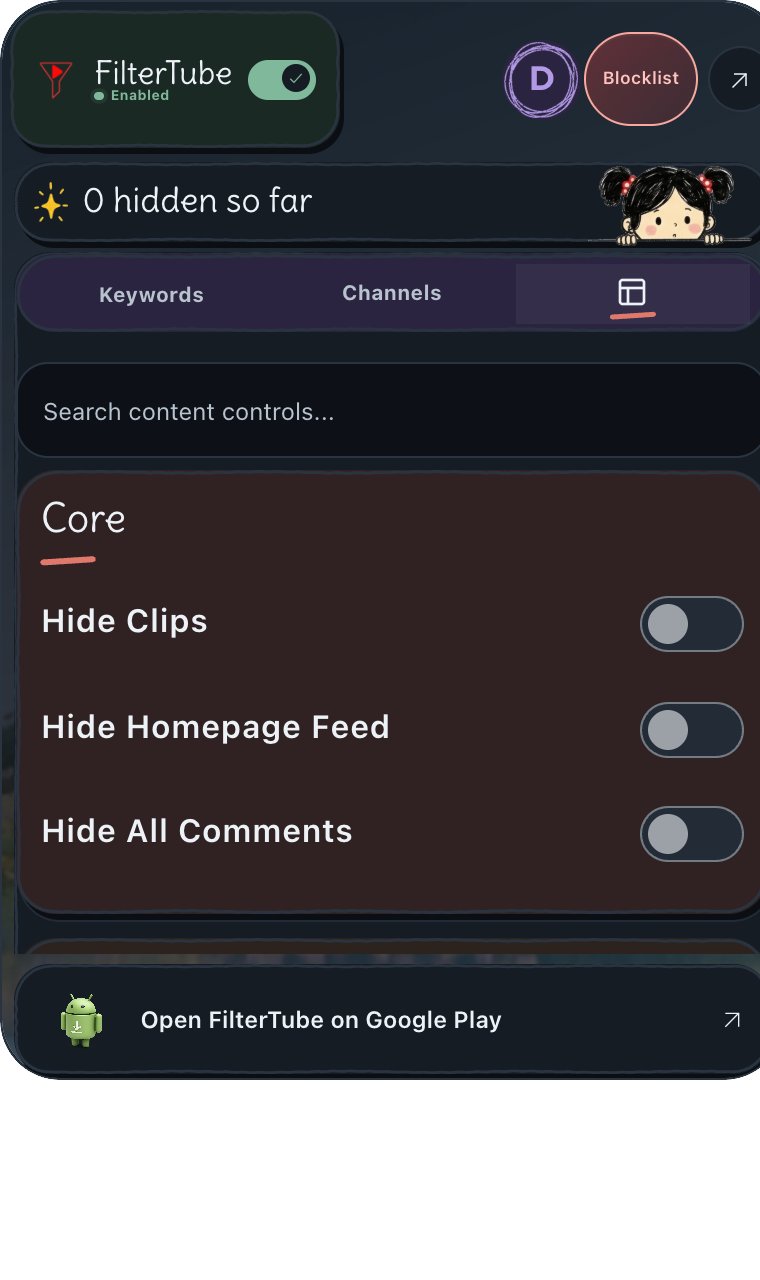 FilterTube
Enabled
D
Blocklist
0 hidden so far
Keywords
Channels
Search content controls...
Core
Hide Clips
Hide Homepage Feed
Hide All Comments
Open FilterTube on Google Play